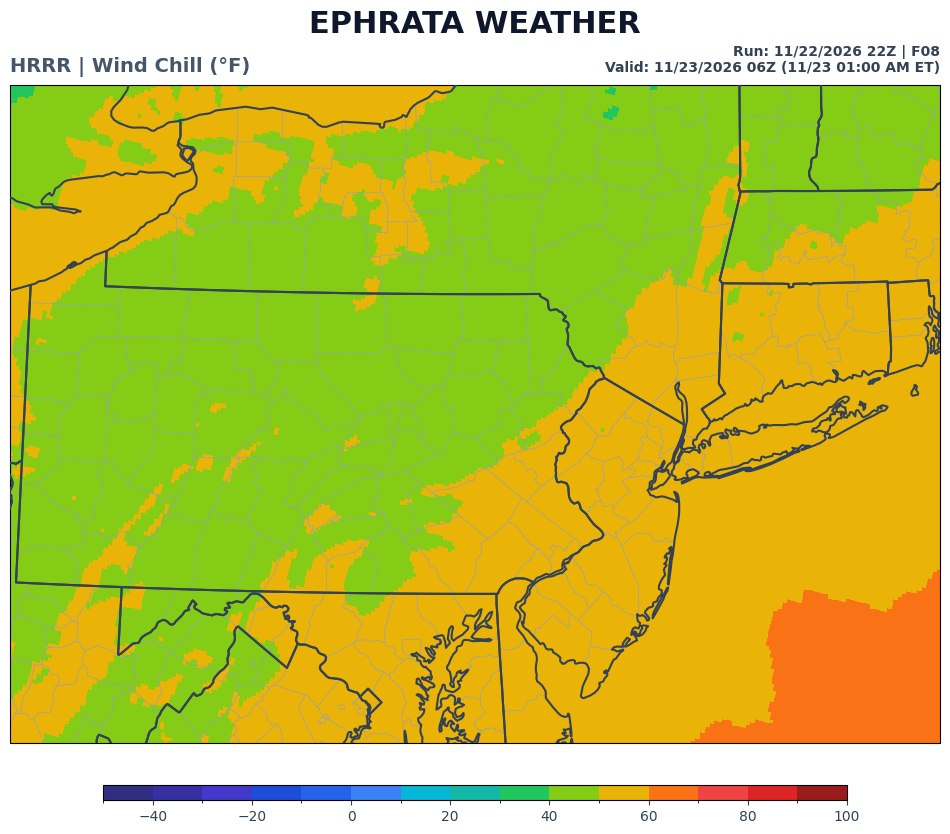 EPHRATA WEATHER
HRRR | Wind Chill (°F)
Run: 11/22/2026 22Z | F08
Valid: 11/23/2026 06Z (11/23 01:00 AM ET)
−40 −20 0 20 40 60 80 100